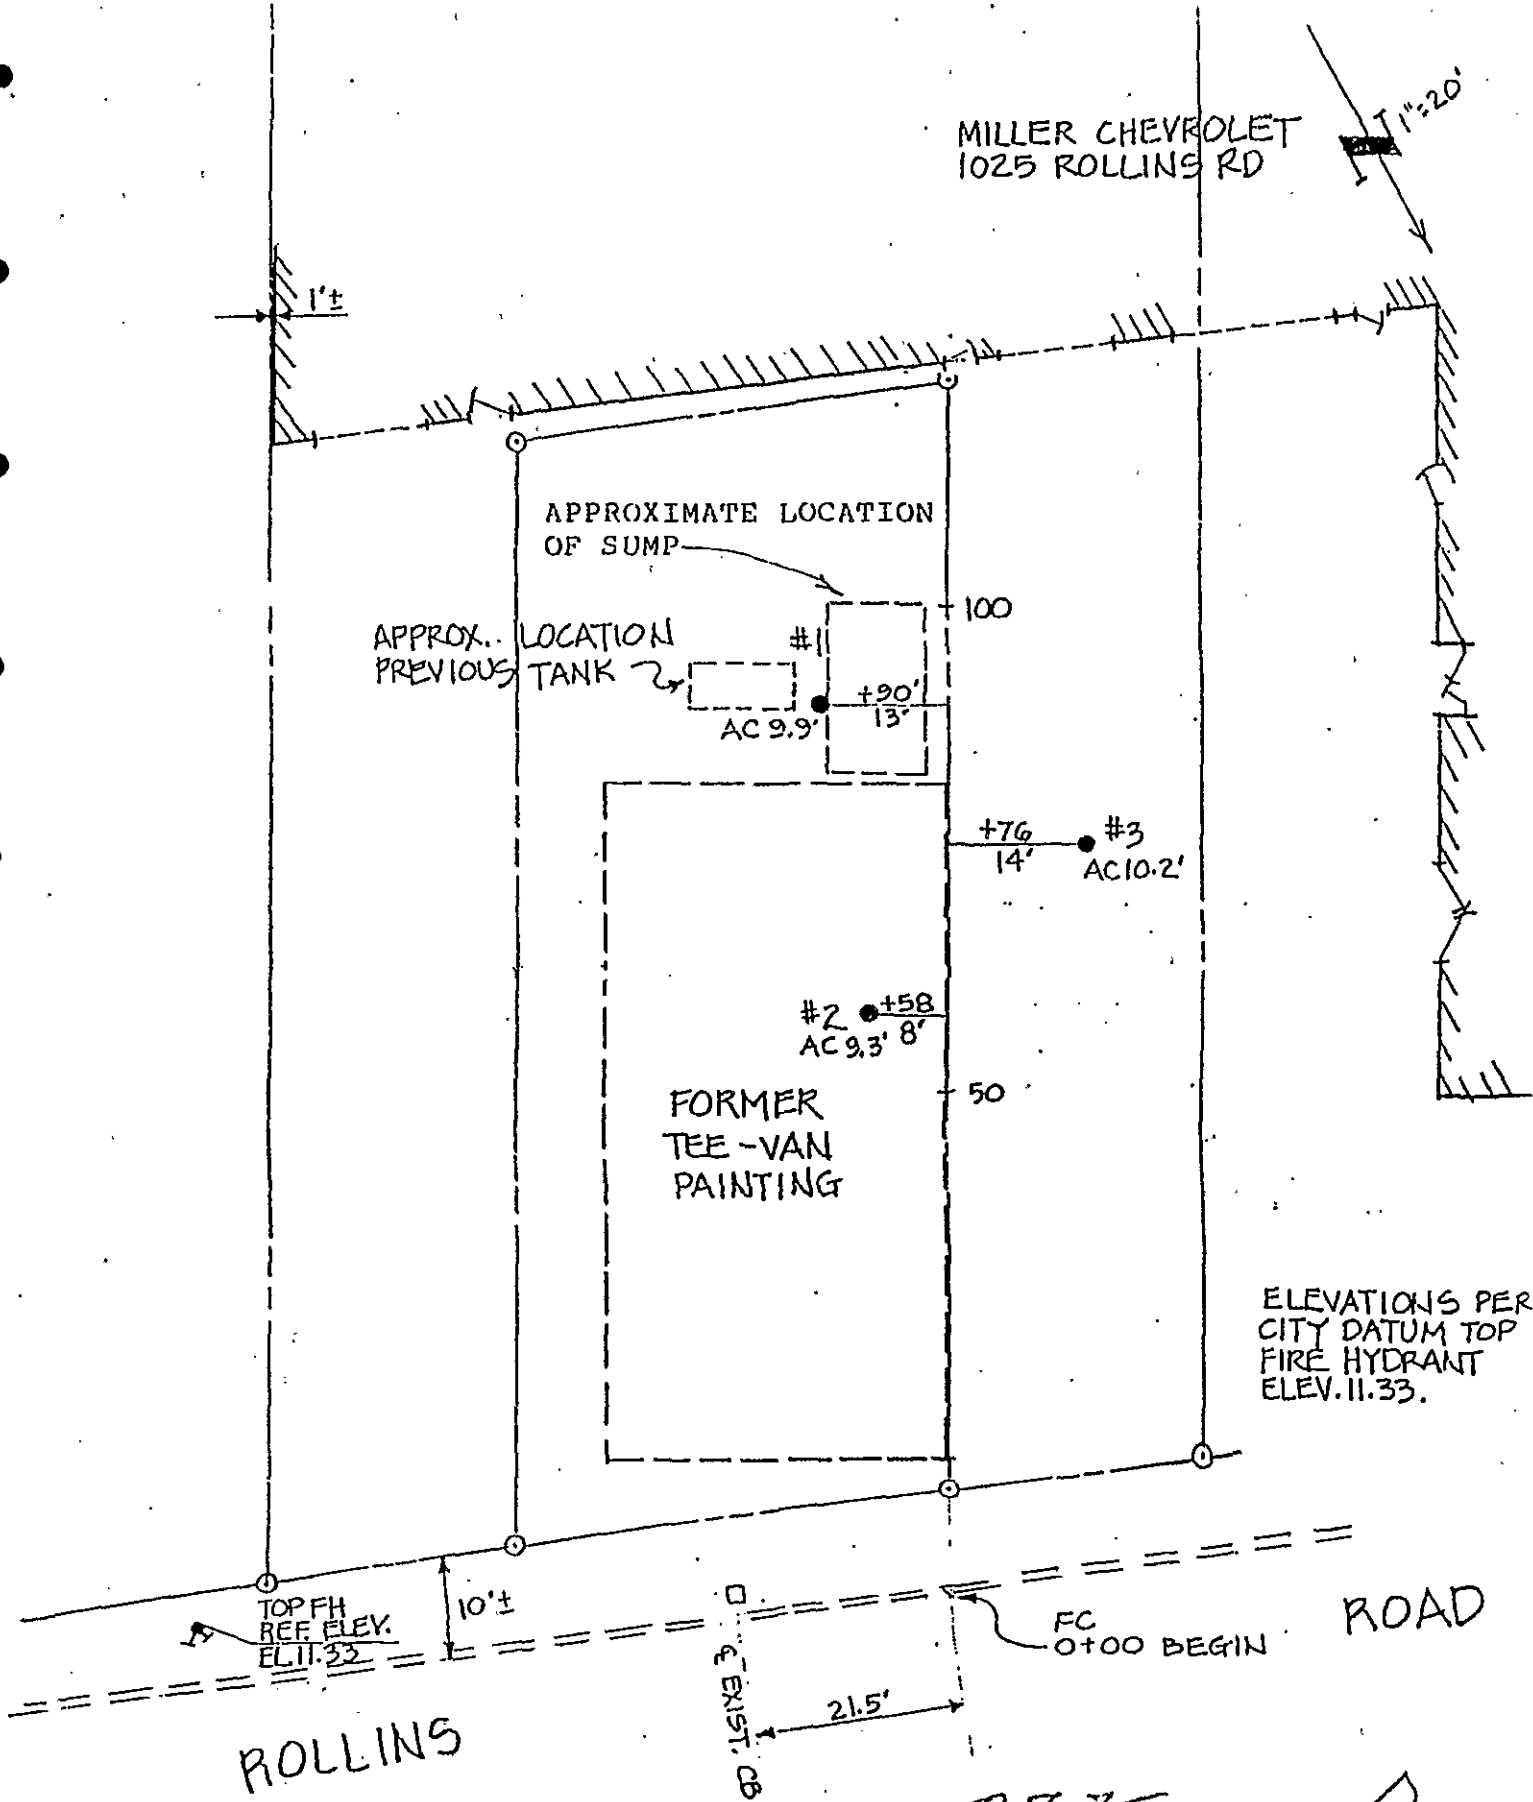 1"=20'
MILLER CHEVROLET
1025 ROLLINS RD
1'±
APPROXIMATE LOCATION
OF SUMP
100
APPROX. LOCATION
PREVIOUS TANK
#1
+90'
13'
AC 9.9'
+76
14'
#3
AC 10.2'
#2
+58
8'
AC 9.3'
50
FORMER
TEE-VAN
PAINTING
ELEVATIONS PER
CITY DATUM TOP
FIRE HYDRANT
ELEV. 11.33.
TOP FH
REF. ELEV.
EL 11.33
10'±
FC
0+00 BEGIN
ROAD
℄ EXIST. CB
21.5'
ROLLINS